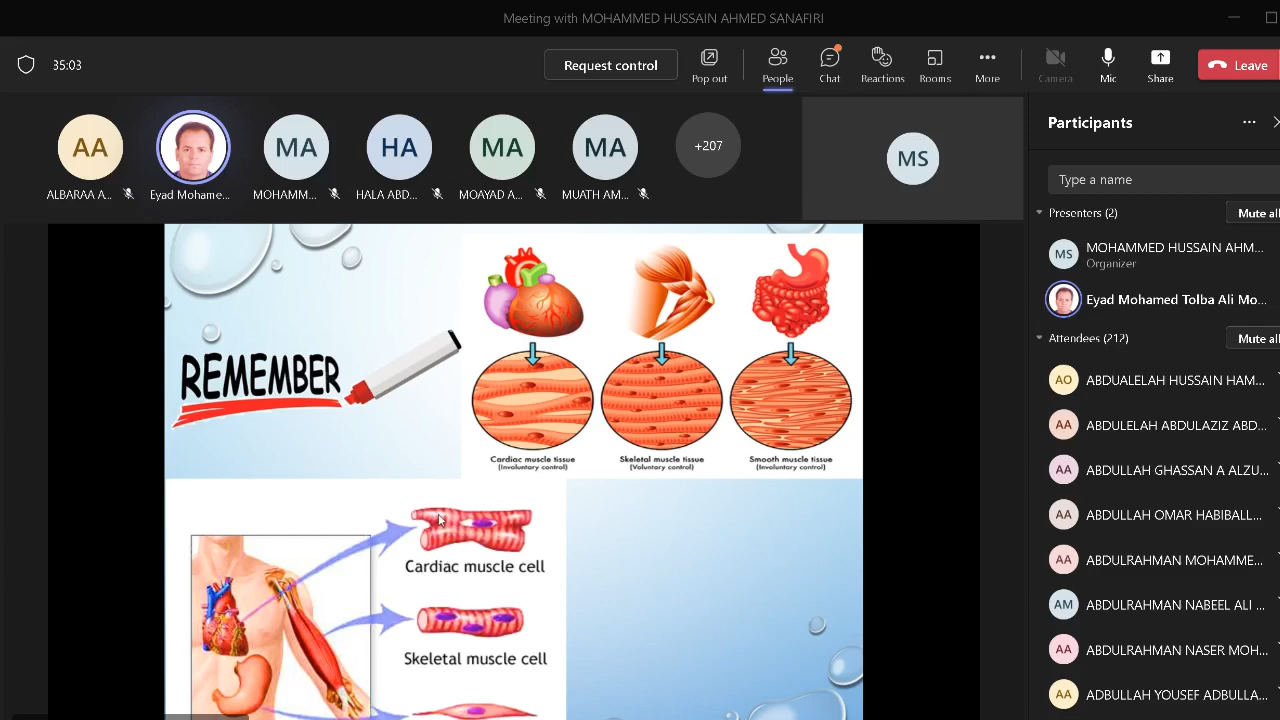 Meeting with MOHAMMED HUSSAIN AHMED SANAFIRI
35:03
Request control
Pop out
People
Chat
Reactions
Rooms
More
Camera
Mic
Share
Leave
AA
MA
HA
MA
MA
+207
ALBARAA A...
Eyad Mohame...
MOHAMM...
HALA ABD...
MOAYAD A...
MUATH AM...
MS
Participants
Type a name
Presenters (2)
Mute all
MS
MOHAMMED HUSSAIN AHM...
Organizer
Eyad Mohamed Tolba Ali Mo...
Attendees (212)
Mute all
AO
ABDULELAH HUSSAIN HAM...
AA
ABDULELAH ABDULAZIZ ABD...
AA
ABDULLAH GHASSAN A ALZU...
AA
ABDULLAH OMAR HABIBALL...
AA
ABDULRAHMAN MOHAMME...
AM
ABDULRAHMAN NABEEL ALI ...
AA
ABDULRAHMAN NASER MOH...
AA
ADBULLAH YOUSEF ADBULLA...
REMEMBER
Cardiac muscle tissue
(Involuntary control)
Skeletal muscle tissue
(Voluntary control)
Smooth muscle tissue
(Involuntary control)
Cardiac muscle cell
Skeletal muscle cell